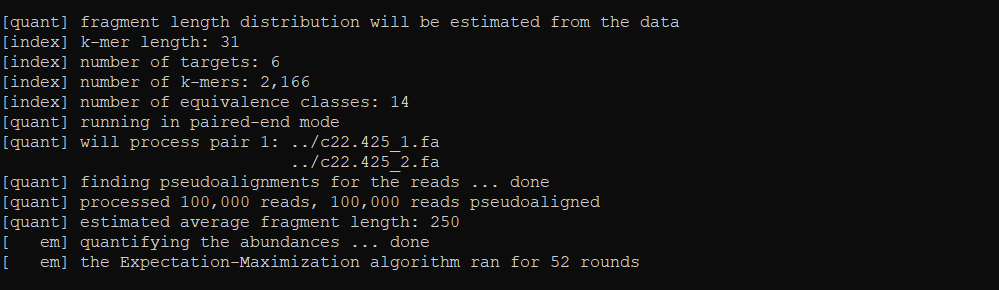 [quant] fragment length distribution will be estimated from the data
[index] k-mer length: 31
[index] number of targets: 6
[index] number of k-mers: 2,166
[index] number of equivalence classes: 14
[quant] running in paired-end mode
[quant] will process pair 1: ../c22.425_1.fa
                             ../c22.425_2.fa
[quant] finding pseudoalignments for the reads ... done
[quant] processed 100,000 reads, 100,000 reads pseudoaligned
[quant] estimated average fragment length: 250
[   em] quantifying the abundances ... done
[   em] the Expectation-Maximization algorithm ran for 52 rounds